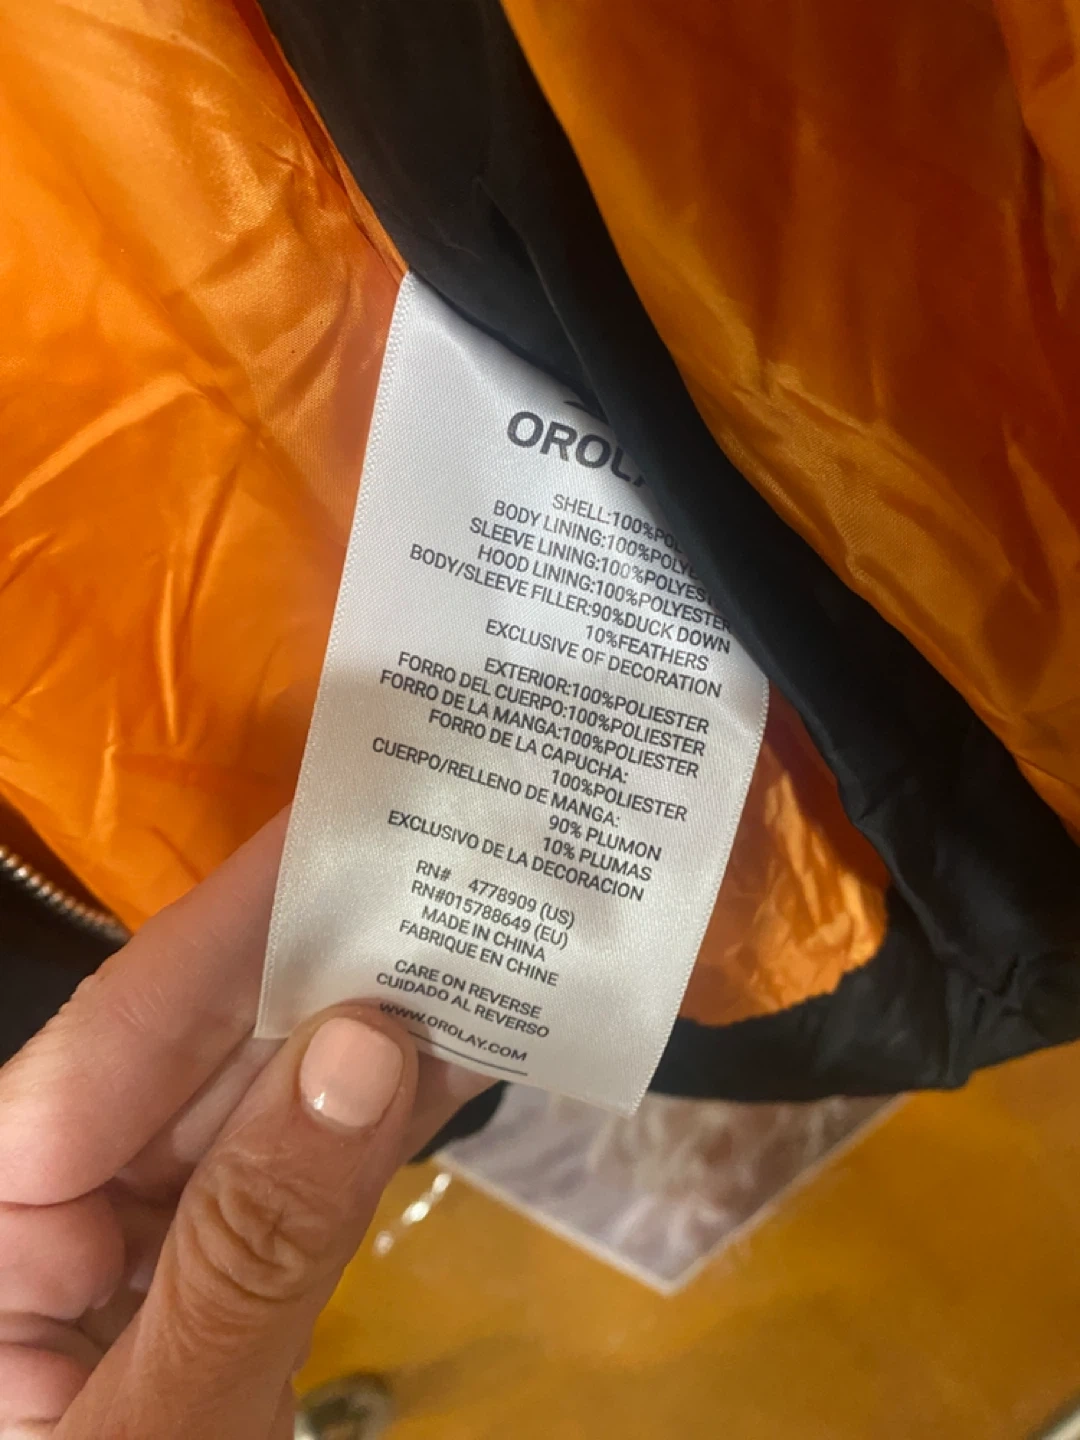 SHELL:100%
BODY LINING:100%
SLEEVE LINING:100%
HOOD LINING:100%POLYESTER
BODY/SLEEVE FILLER:90%DUCK DOWN
10%FEATHERS
EXCLUSIVE OF DECORATION
EXTERIOR:100%POLIESTER
FORRO DEL CUERPO:100%POLIESTER
FORRO DE LA MANGA:100%POLIESTER
FORRO DE LA CAPUCHA:
100%POLIESTER
CUERPO/RELLENO DE MANGA:
90% PLUMON
10% PLUMAS
EXCLUSIVO DE LA DECORACION
RN# 4778909 (US)
RN#015788649 (EU)
MADE IN CHINA
FABRIQUE EN CHINE
CARE ON REVERSE
CUIDADO AL REVERSO
WWW.OROLAY.COM